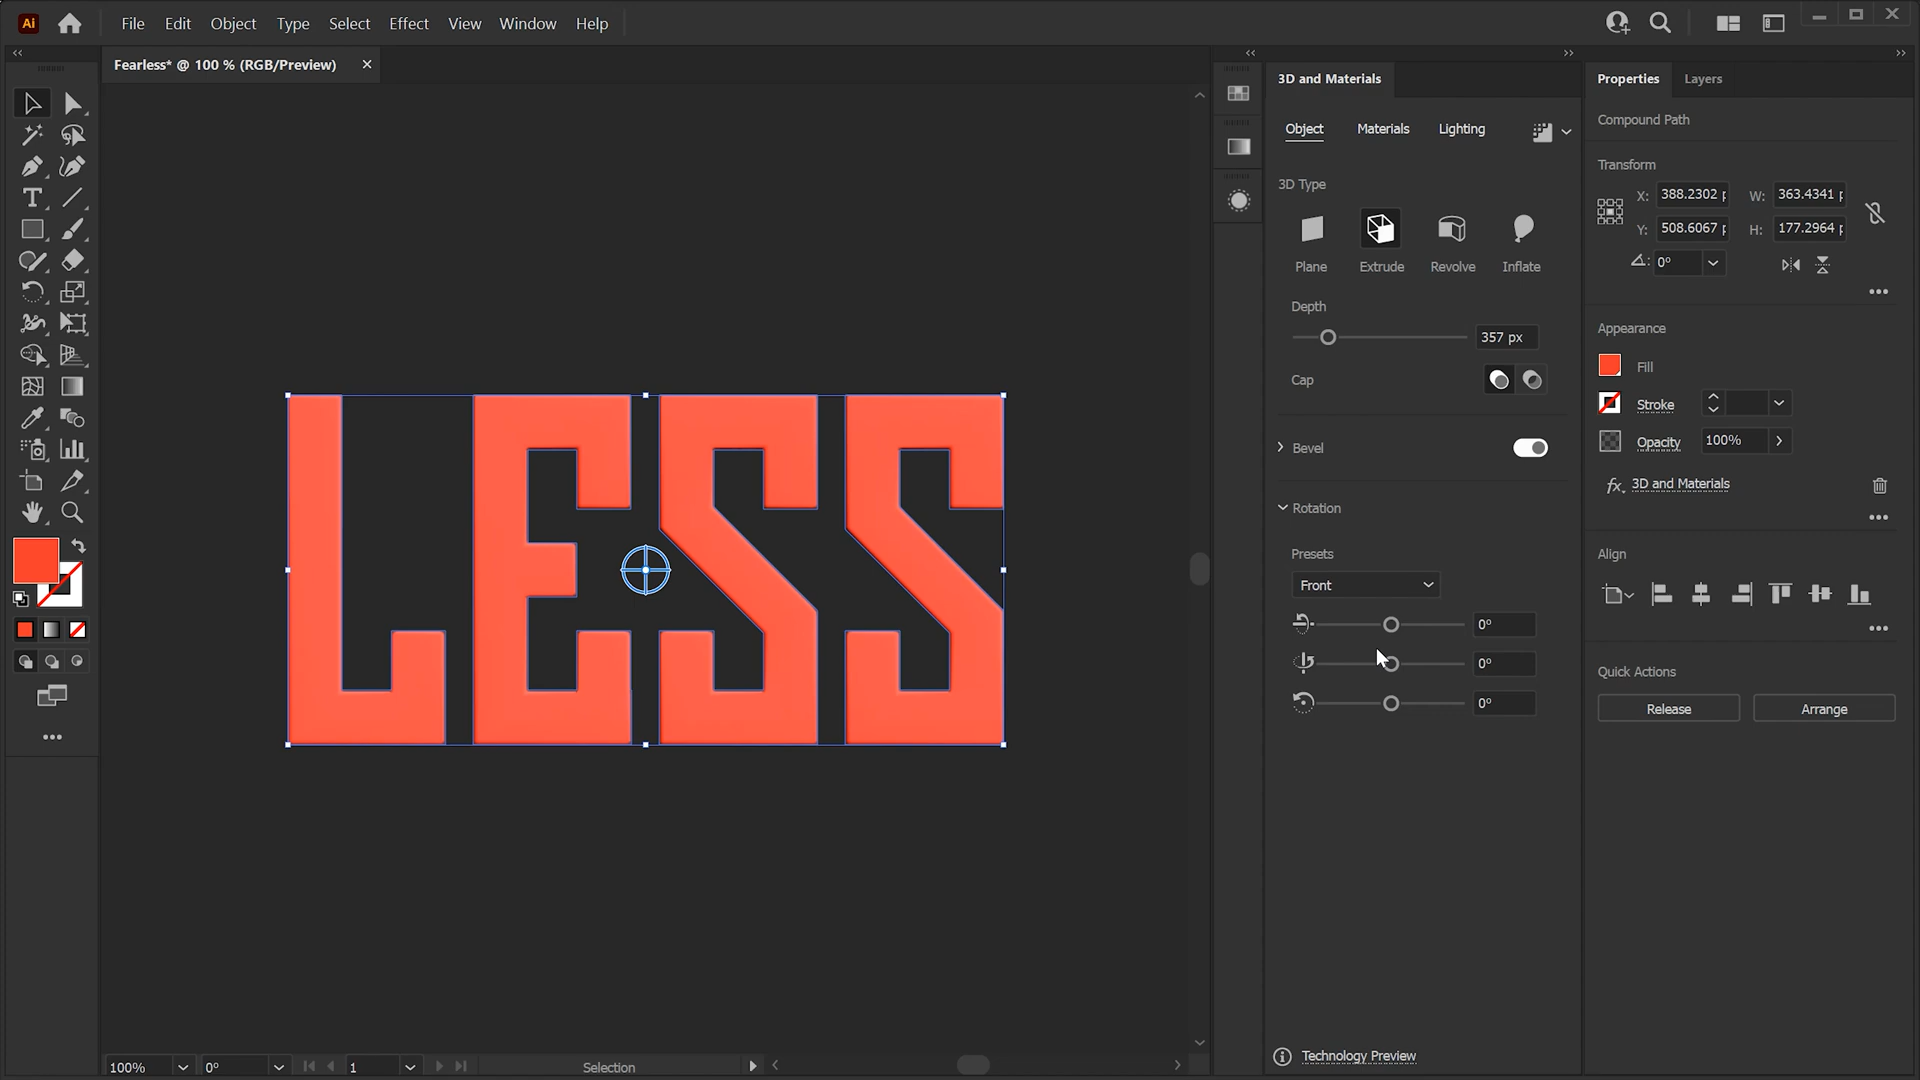 Ai
File Edit Object Type Select Effect View Window Help
Fearless* @ 100 % (RGB/Preview)
LESS
3D and Materials
Object Materials Lighting
3D Type
Plane Extrude Revolve Inflate
Depth
357 px
Cap
Bevel
Rotation
Presets
Front
0°
0°
0°
Technology Preview
Properties Layers
Compound Path
Transform
X: 388.2302 W: 363.4341
Y: 508.6067 H: 177.2964
0°
Appearance
Fill
Stroke
Opacity 100%
fx 3D and Materials
Align
Quick Actions
Release Arrange
100% 0° 1 Selection